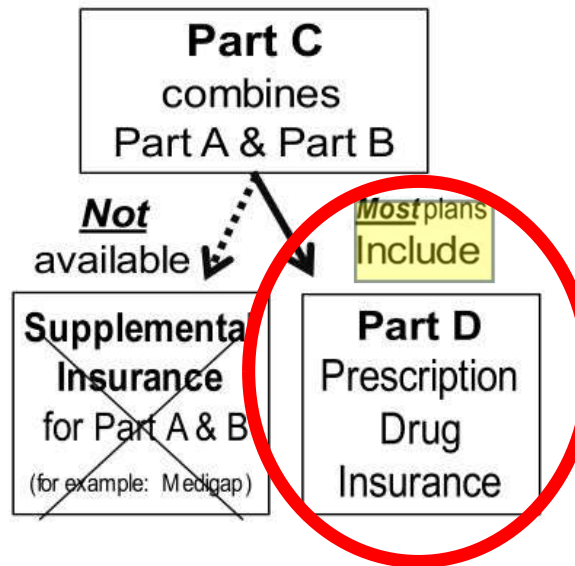 Part C
combines
Part A & Part B
Not
available
Most plans
Include
Supplemental
Insurance
for Part A & B
(for example: Medigap)
Part D
Prescription
Drug
Insurance